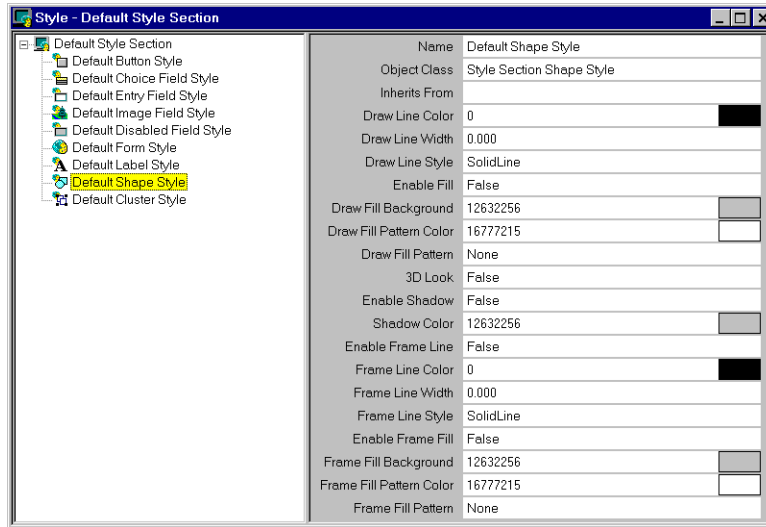 Style - Default Style Section
Default Style Section
Default Button Style
Default Choice Field Style
Default Entry Field Style
Default Image Field Style
Default Disabled Field Style
Default Form Style
Default Label Style
Default Shape Style
Default Cluster Style
Name Default Shape Style
Object Class Style Section Shape Style
Inherits From
Draw Line Color 0
Draw Line Width 0.000
Draw Line Style SolidLine
Enable Fill False
Draw Fill Background 12632256
Draw Fill Pattern Color 16777215
Draw Fill Pattern None
3D Look False
Enable Shadow False
Shadow Color 12632256
Enable Frame Line False
Frame Line Color 0
Frame Line Width 0.000
Frame Line Style SolidLine
Enable Frame Fill False
Frame Fill Background 12632256
Frame Fill Pattern Color 16777215
Frame Fill Pattern None